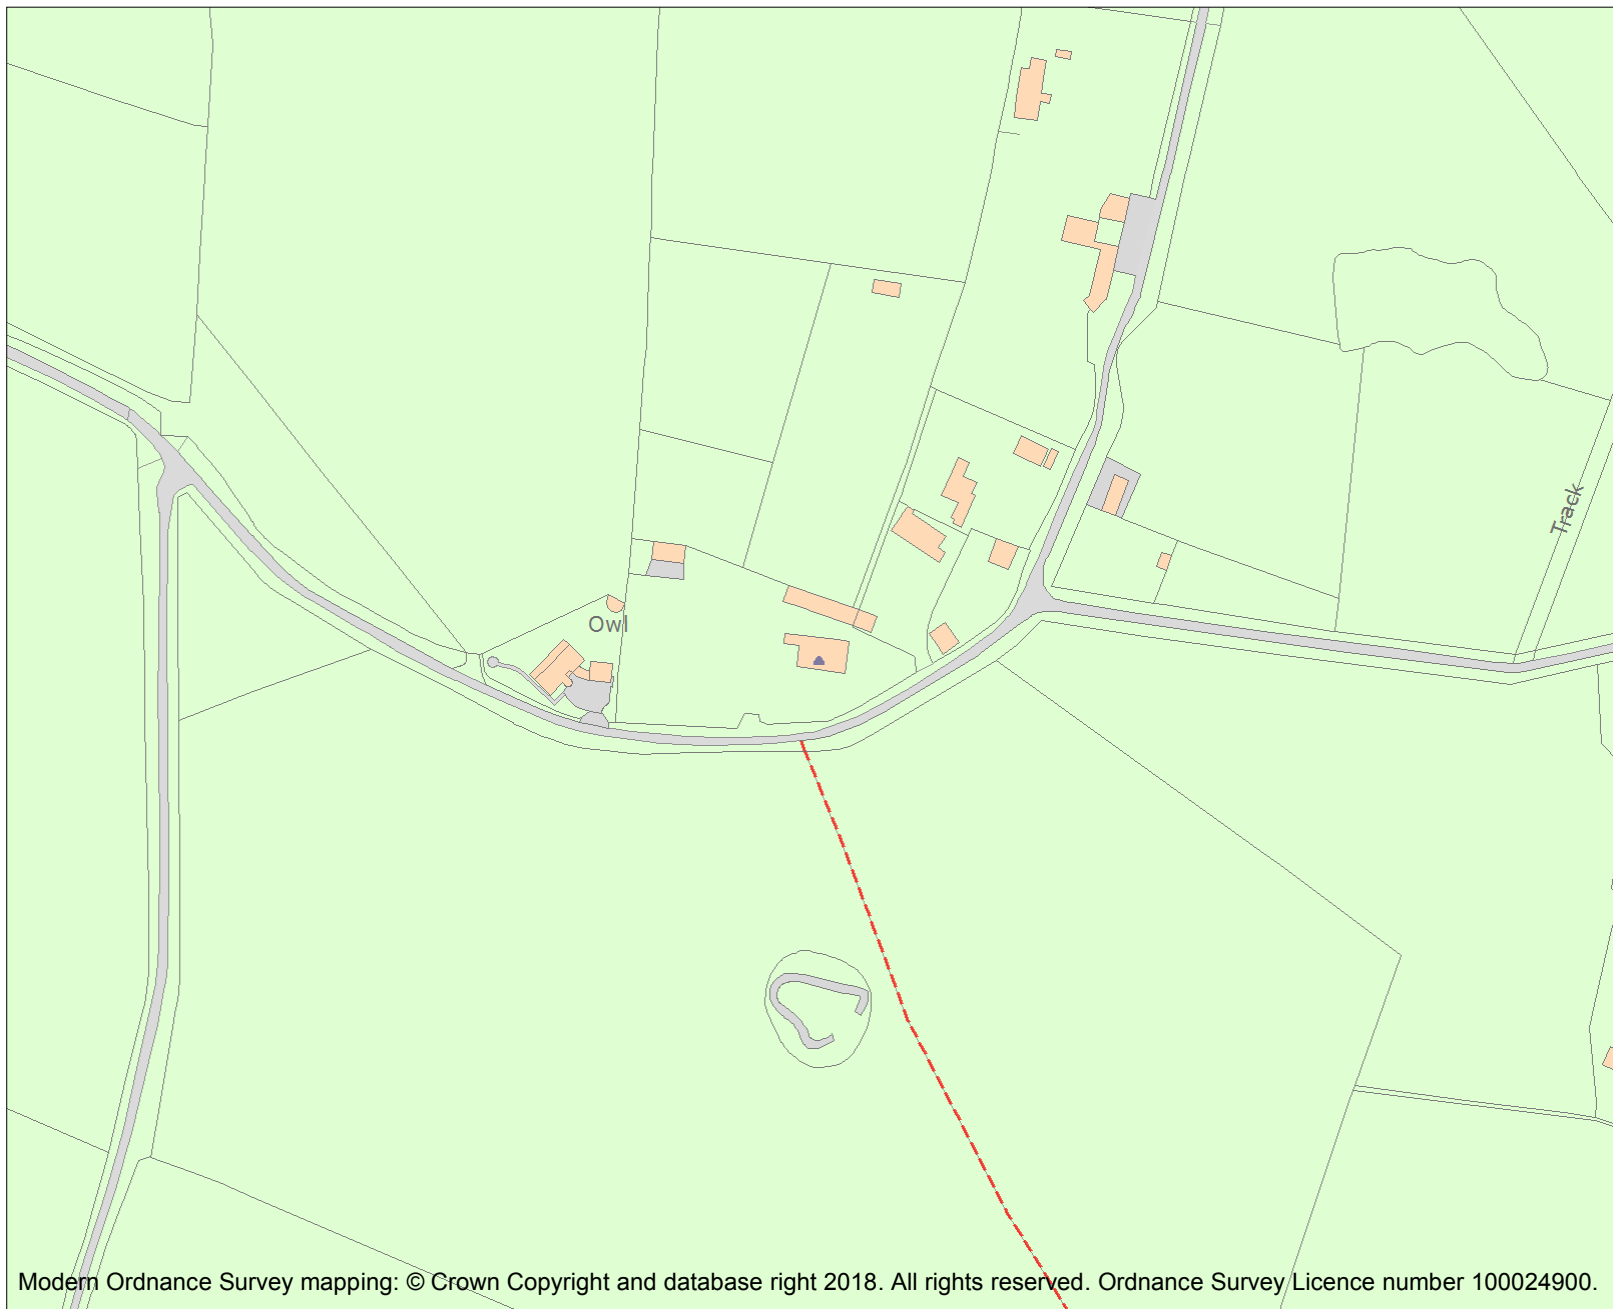 Owl
Track
Modern Ordnance Survey mapping: © Crown Copyright and database right 2018. All rights reserved. Ordnance Survey Licence number 100024900.